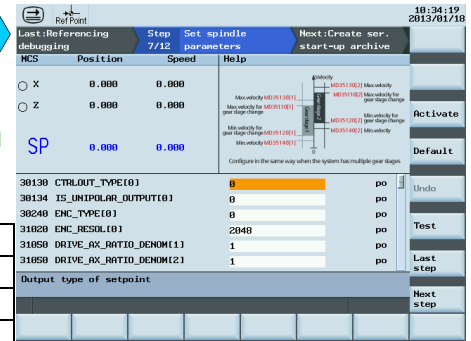 Ref Point
10:34:19
2013/01/18
Last:Referencing
debugging
Step
7/12
Set spindle
parameters
Next:Create ser.
start-up archive
MCS Position Speed Help
X 0.000 0.000
Z 0.000 0.000
SP 0.000 0.000
Velocity
MD35130[2] Max.velocity
Max.velocity MD35130[1]
MD35110[2] Max.velocity for
gear stage change
Max.velocity for MD35110[1]
gear stage change
Gear stage 1
Gear stage 2
MD35120[2] Min.velocity for
gear stage change
Min.velocity for
gear stage change MD35120[1]
MD35140[2] Min.velocity
Min.velocity MD35140[1]
0
Configure in the same way when the system has multiple gear stages
Activate
Default
Undo
Test
Last
step
Next
step
30130 CTRLOUT_TYPE[0] 0 po
30134 IS_UNIPOLAR_OUTPUT[0] 0 po
30240 ENC_TYPE[0] 0 po
31020 ENC_RESOL[0] 2048 po
31050 DRIVE_AX_RATIO_DENOM[1] 1 po
31050 DRIVE_AX_RATIO_DENOM[2] 1 po
Output type of setpoint